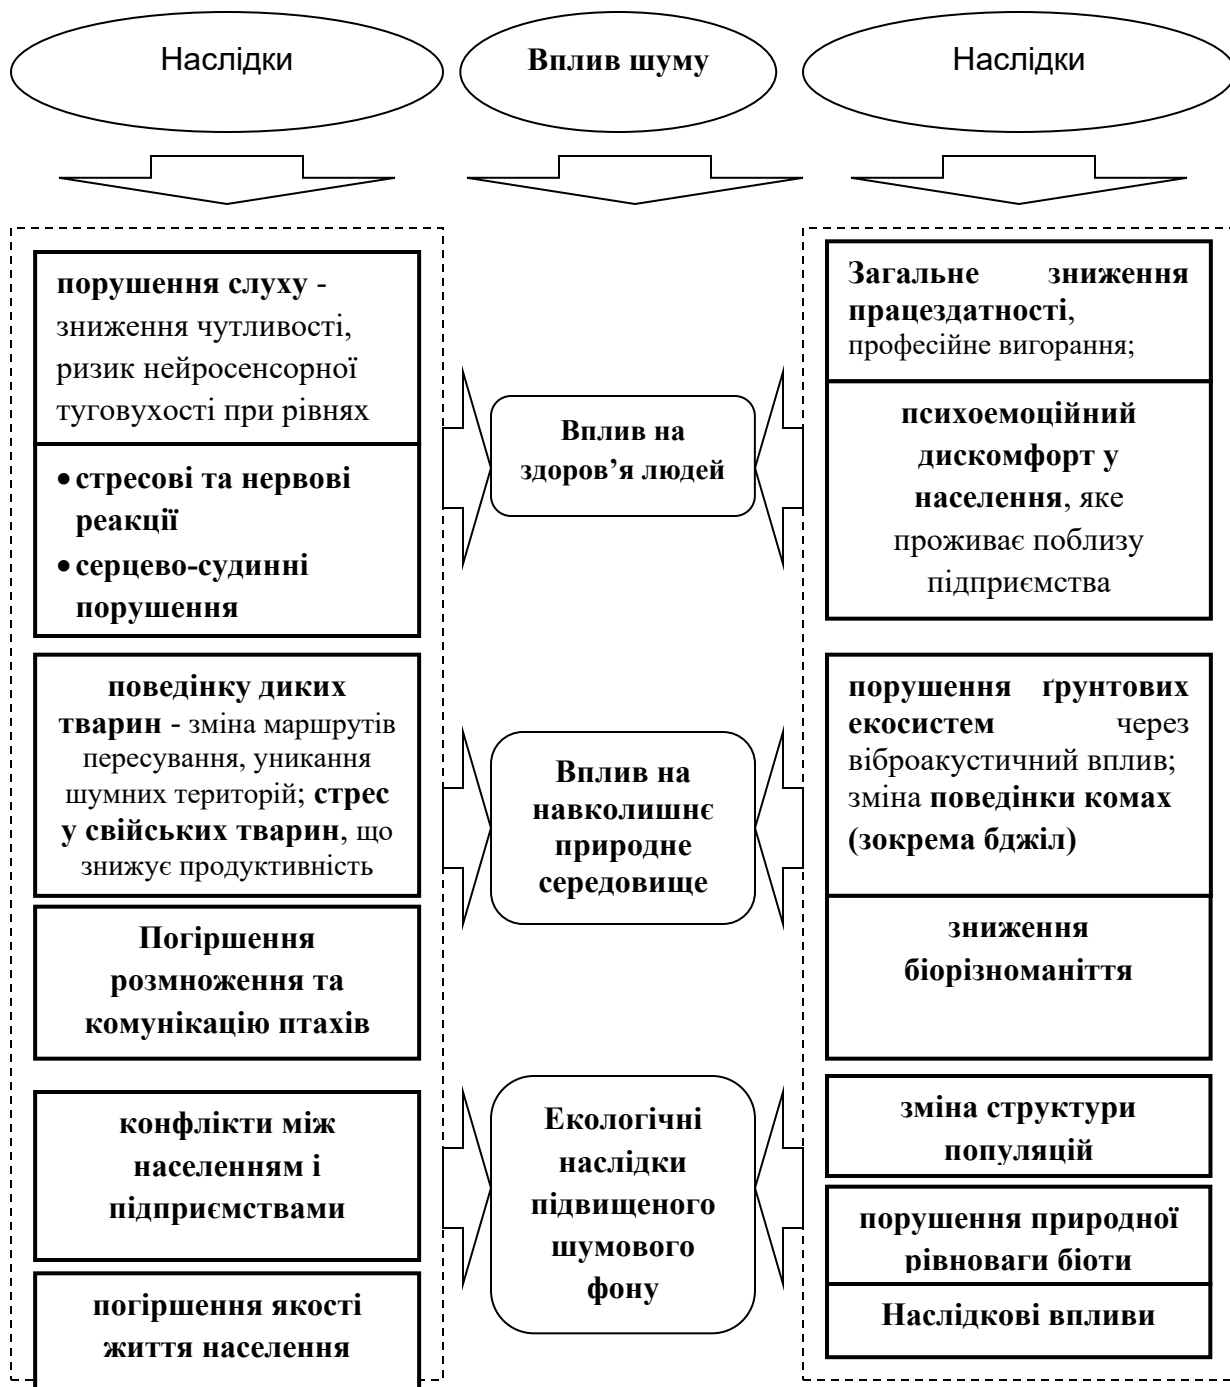 Наслідки
Вплив шуму
Наслідки
порушення слуху -
зниження чутливості,
ризик нейросенсорної
туговухості при рівнях
• стресові та нервові
реакції
• серцево-судинні
порушення
Вплив на
здоров’я людей
Загальне зниження
працездатності,
професійне вигорання;
психоемоційний
дискомфорт у
населення, яке
проживає поблизу
підприємства
поведінку диких
тварин - зміна маршрутів
пересування, уникання
шумних територій; стрес
у свійських тварин, що
знижує продуктивність
Погіршення
розмноження та
комунікацію птахів
Вплив на
навколишнє
природне
середовище
порушення ґрунтових
екосистем через
віброакустичний вплив;
зміна поведінки комах
(зокрема бджіл)
зниження
біорізноманіття
конфлікти між
населенням і
підприємствами
погіршення якості
життя населення
Екологічні
наслідки
підвищеного
шумового
фону
зміна структури
популяцій
порушення природної
рівноваги біоти
Наслідкові впливи